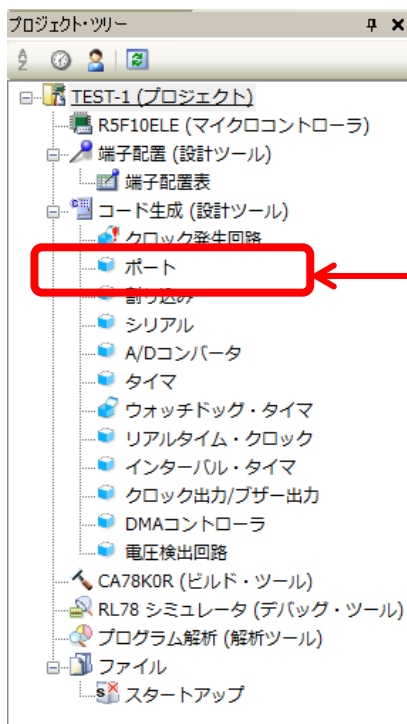 プロジェクト・ツリー
TEST-1 (プロジェクト)
R5F10ELE (マイクロコントローラ)
端子配置 (設計ツール)
端子配置表
コード生成 (設計ツール)
クロック発生回路
ポート
割り込み
シリアル
A/Dコンバータ
タイマ
ウォッチドッグ・タイマ
リアルタイム・クロック
インターバル・タイマ
クロック出力/ブザー出力
DMAコントローラ
電圧検出回路
CA78K0R (ビルド・ツール)
RL78 シミュレータ (デバッグ・ツール)
プログラム解析 (解析ツール)
ファイル
スタートアップ